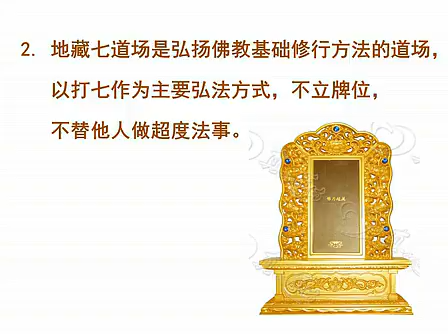 2. 地藏七道场是弘扬佛教基础修行方法的道场，
以打七作为主要弘法方式，不立牌位，
不替他人做超度法事。